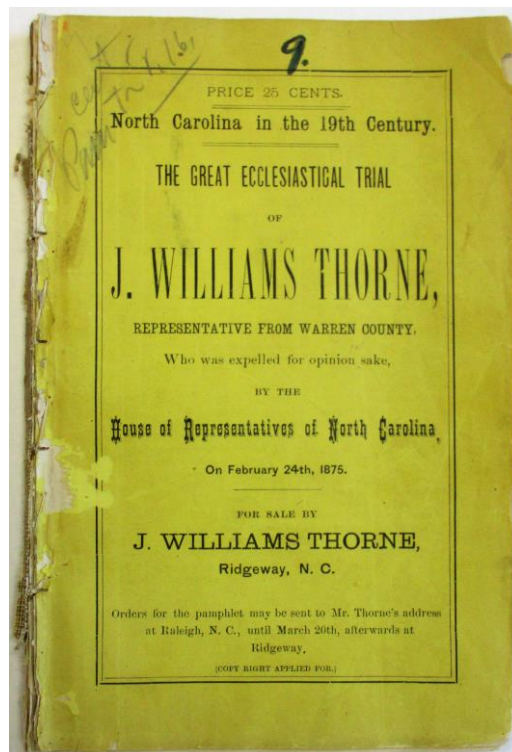 9.
PRICE 25 CENTS.
North Carolina in the 19th Century.
THE GREAT ECCLESIASTICAL TRIAL
OF
J. WILLIAMS THORNE,
REPRESENTATIVE FROM WARREN COUNTY,
Who was expelled for opinion sake,
BY THE
House of Representatives of North Carolina,
On February 24th, 1875.
FOR SALE BY
J. WILLIAMS THORNE,
Ridgeway, N. C.
Orders for the pamphlet may be sent to Mr. Thorne's address
at Raleigh, N. C., until March 20th, afterwards at
Ridgeway,
(COPY RIGHT APPLIED FOR.)